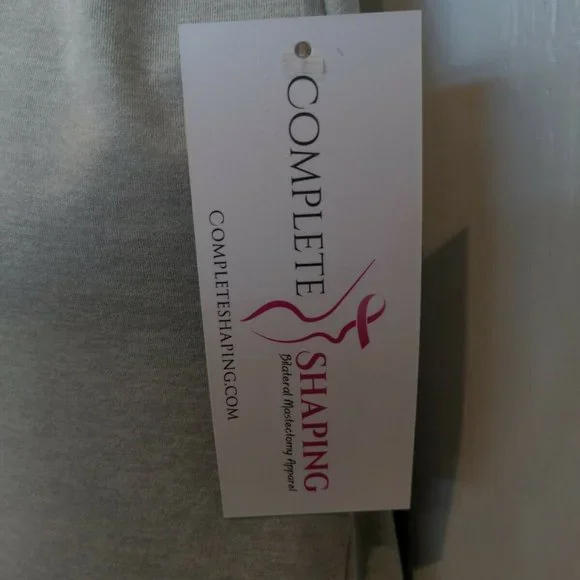 COMPLETE SHAPING
Bilateral Mastectomy Apparel
COMPLETESHAPING.COM